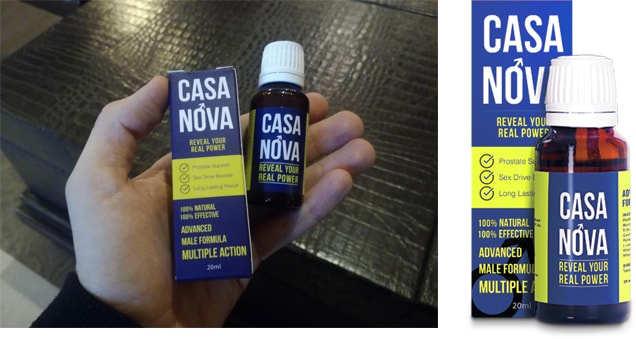 CASA
NOVA
REVEAL YOUR
REAL POWER
Prostate Support
Sex Drive Booster
Long Lasting Result
100% NATURAL
100% EFFECTIVE
ADVANCED
MALE FORMULA
MULTIPLE ACTION
20ml
CASA
NOVA
REVEAL YOUR
REAL POWER
CASA
NOVA
REVEAL YOU
REAL POWER
Prostate Su
Sex Drive B
Long Lasti
100% NATURAL
100% EFFECTIVE
ADVANCED
MALE FORMUL
MULTIPLE A
20ml
CASA
NOVA
REVEAL YOUR
REAL POWER